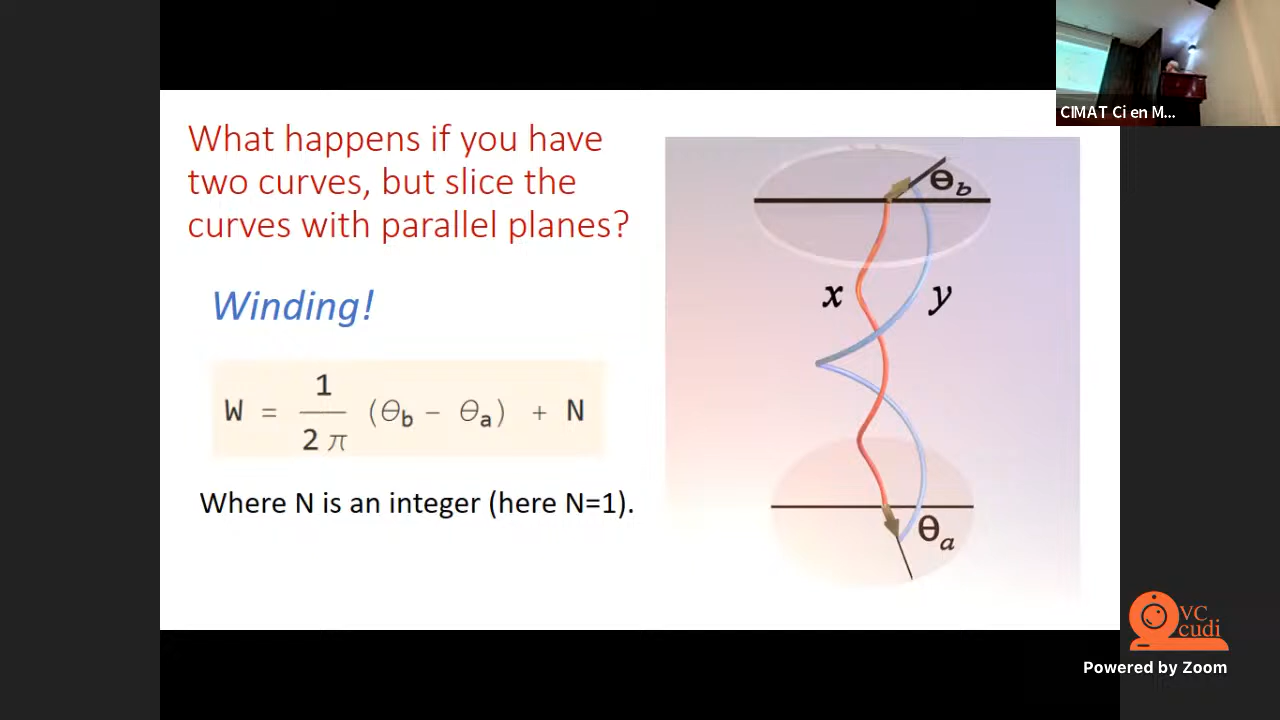 What happens if you have
two curves, but slice the
curves with parallel planes?
Winding!
W = 1/(2 π) (θb − θa) + N
Where N is an integer (here N=1).
θb
x
y
θa
CIMAT Ci en M...
VC
cudi
Powered by Zoom